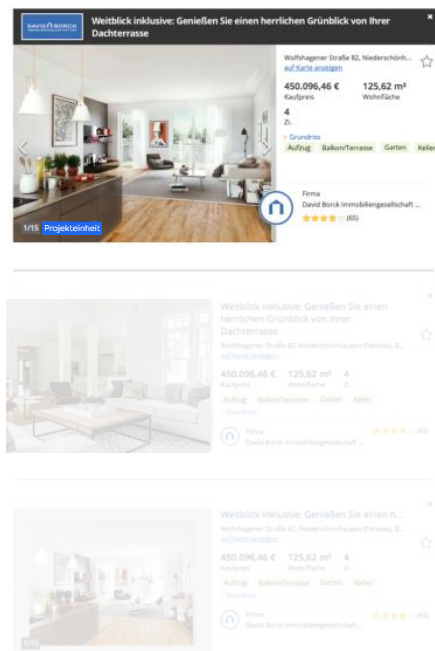 DAVID BORCK
Weitblick inklusive: Genießen Sie einen herrlichen Grünblick von Ihrer
Dachterrasse
Wolfshagener Straße 82, Niederschönh...
auf Karte anzeigen
450.096,46 € 125,62 m²
Kaufpreis Wohnfläche
4
Zi.
Grundriss
Aufzug Balkon/Terrasse Garten Keller
Firma
David Borck Immobiliengesellschaft ...
(65)
1/15 Projekteinheit
Weitblick inklusive: Genießen Sie einen
herrlichen Grünblick von Ihrer
Dachterrasse
Wolfshagener Straße 82, Niederschönhausen (Pankow), B...
auf Karte anzeigen
450.096,46 € 125,62 m² 4
Kaufpreis Wohnfläche Zi.
Aufzug Balkon/Terrasse Garten Keller
Grundriss
Firma (65)
David Borck Immobiliengesellschaft ...
Weitblick inklusive: Genießen Sie einen h...
Wolfshagener Straße 82, Niederschönhausen (Pankow), B...
auf Karte anzeigen
450.096,46 € 125,62 m² 4
Kaufpreis Wohnfläche Zi.
Aufzug Balkon/Terrasse Garten Keller
Grundriss
Firma (65)
David Borck Immobiliengesellschaft ...
1/15